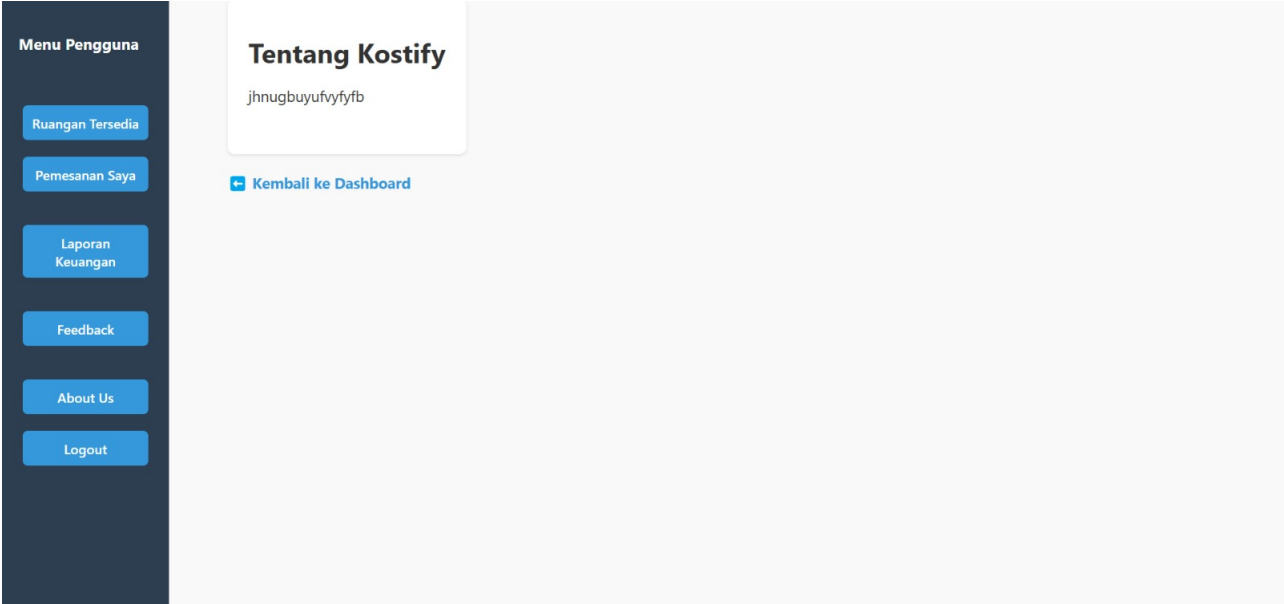 Menu Pengguna
Ruangan Tersedia
Pemesanan Saya
Laporan
Keuangan
Feedback
About Us
Logout
Tentang Kostify
jhnugbuyufvyfyfb
Kembali ke Dashboard